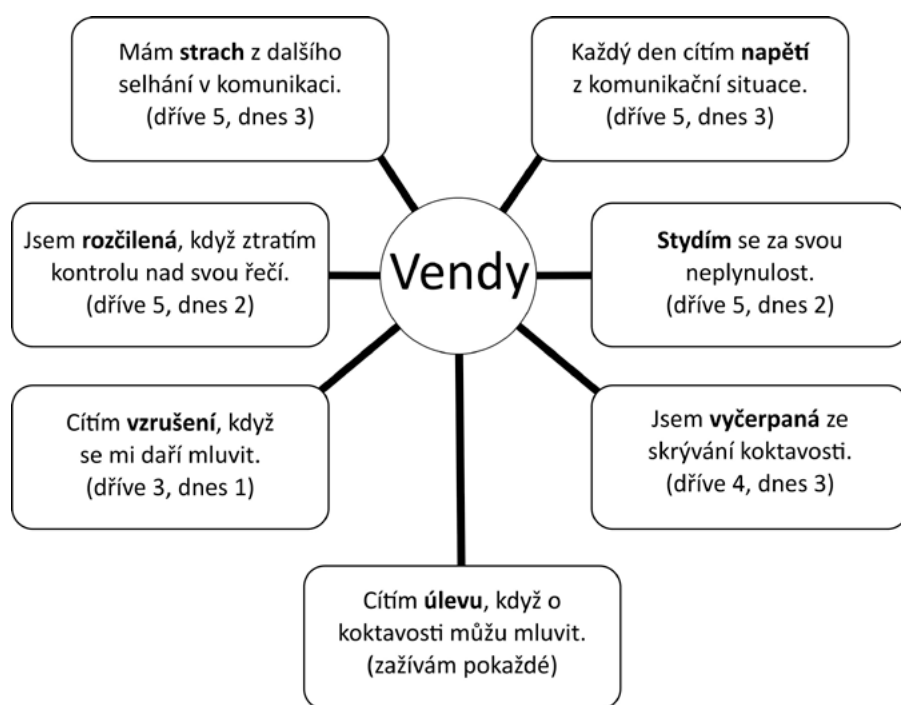 Mám strach z dalšího
selhání v komunikaci.
(dříve 5, dnes 3)
Každý den cítím napětí
z komunikační situace.
(dříve 5, dnes 3)
Jsem rozčilená, když ztratím
kontrolu nad svou řečí.
(dříve 5, dnes 2)
Vendy
Stydím se za svou
neplynulost.
(dříve 5, dnes 2)
Cítím vzrušení, když
se mi daří mluvit.
(dříve 3, dnes 1)
Jsem vyčerpaná ze
skrývání koktavosti.
(dříve 4, dnes 3)
Cítím úlevu, když o
koktavosti můžu mluvit.
(zažívám pokaždé)